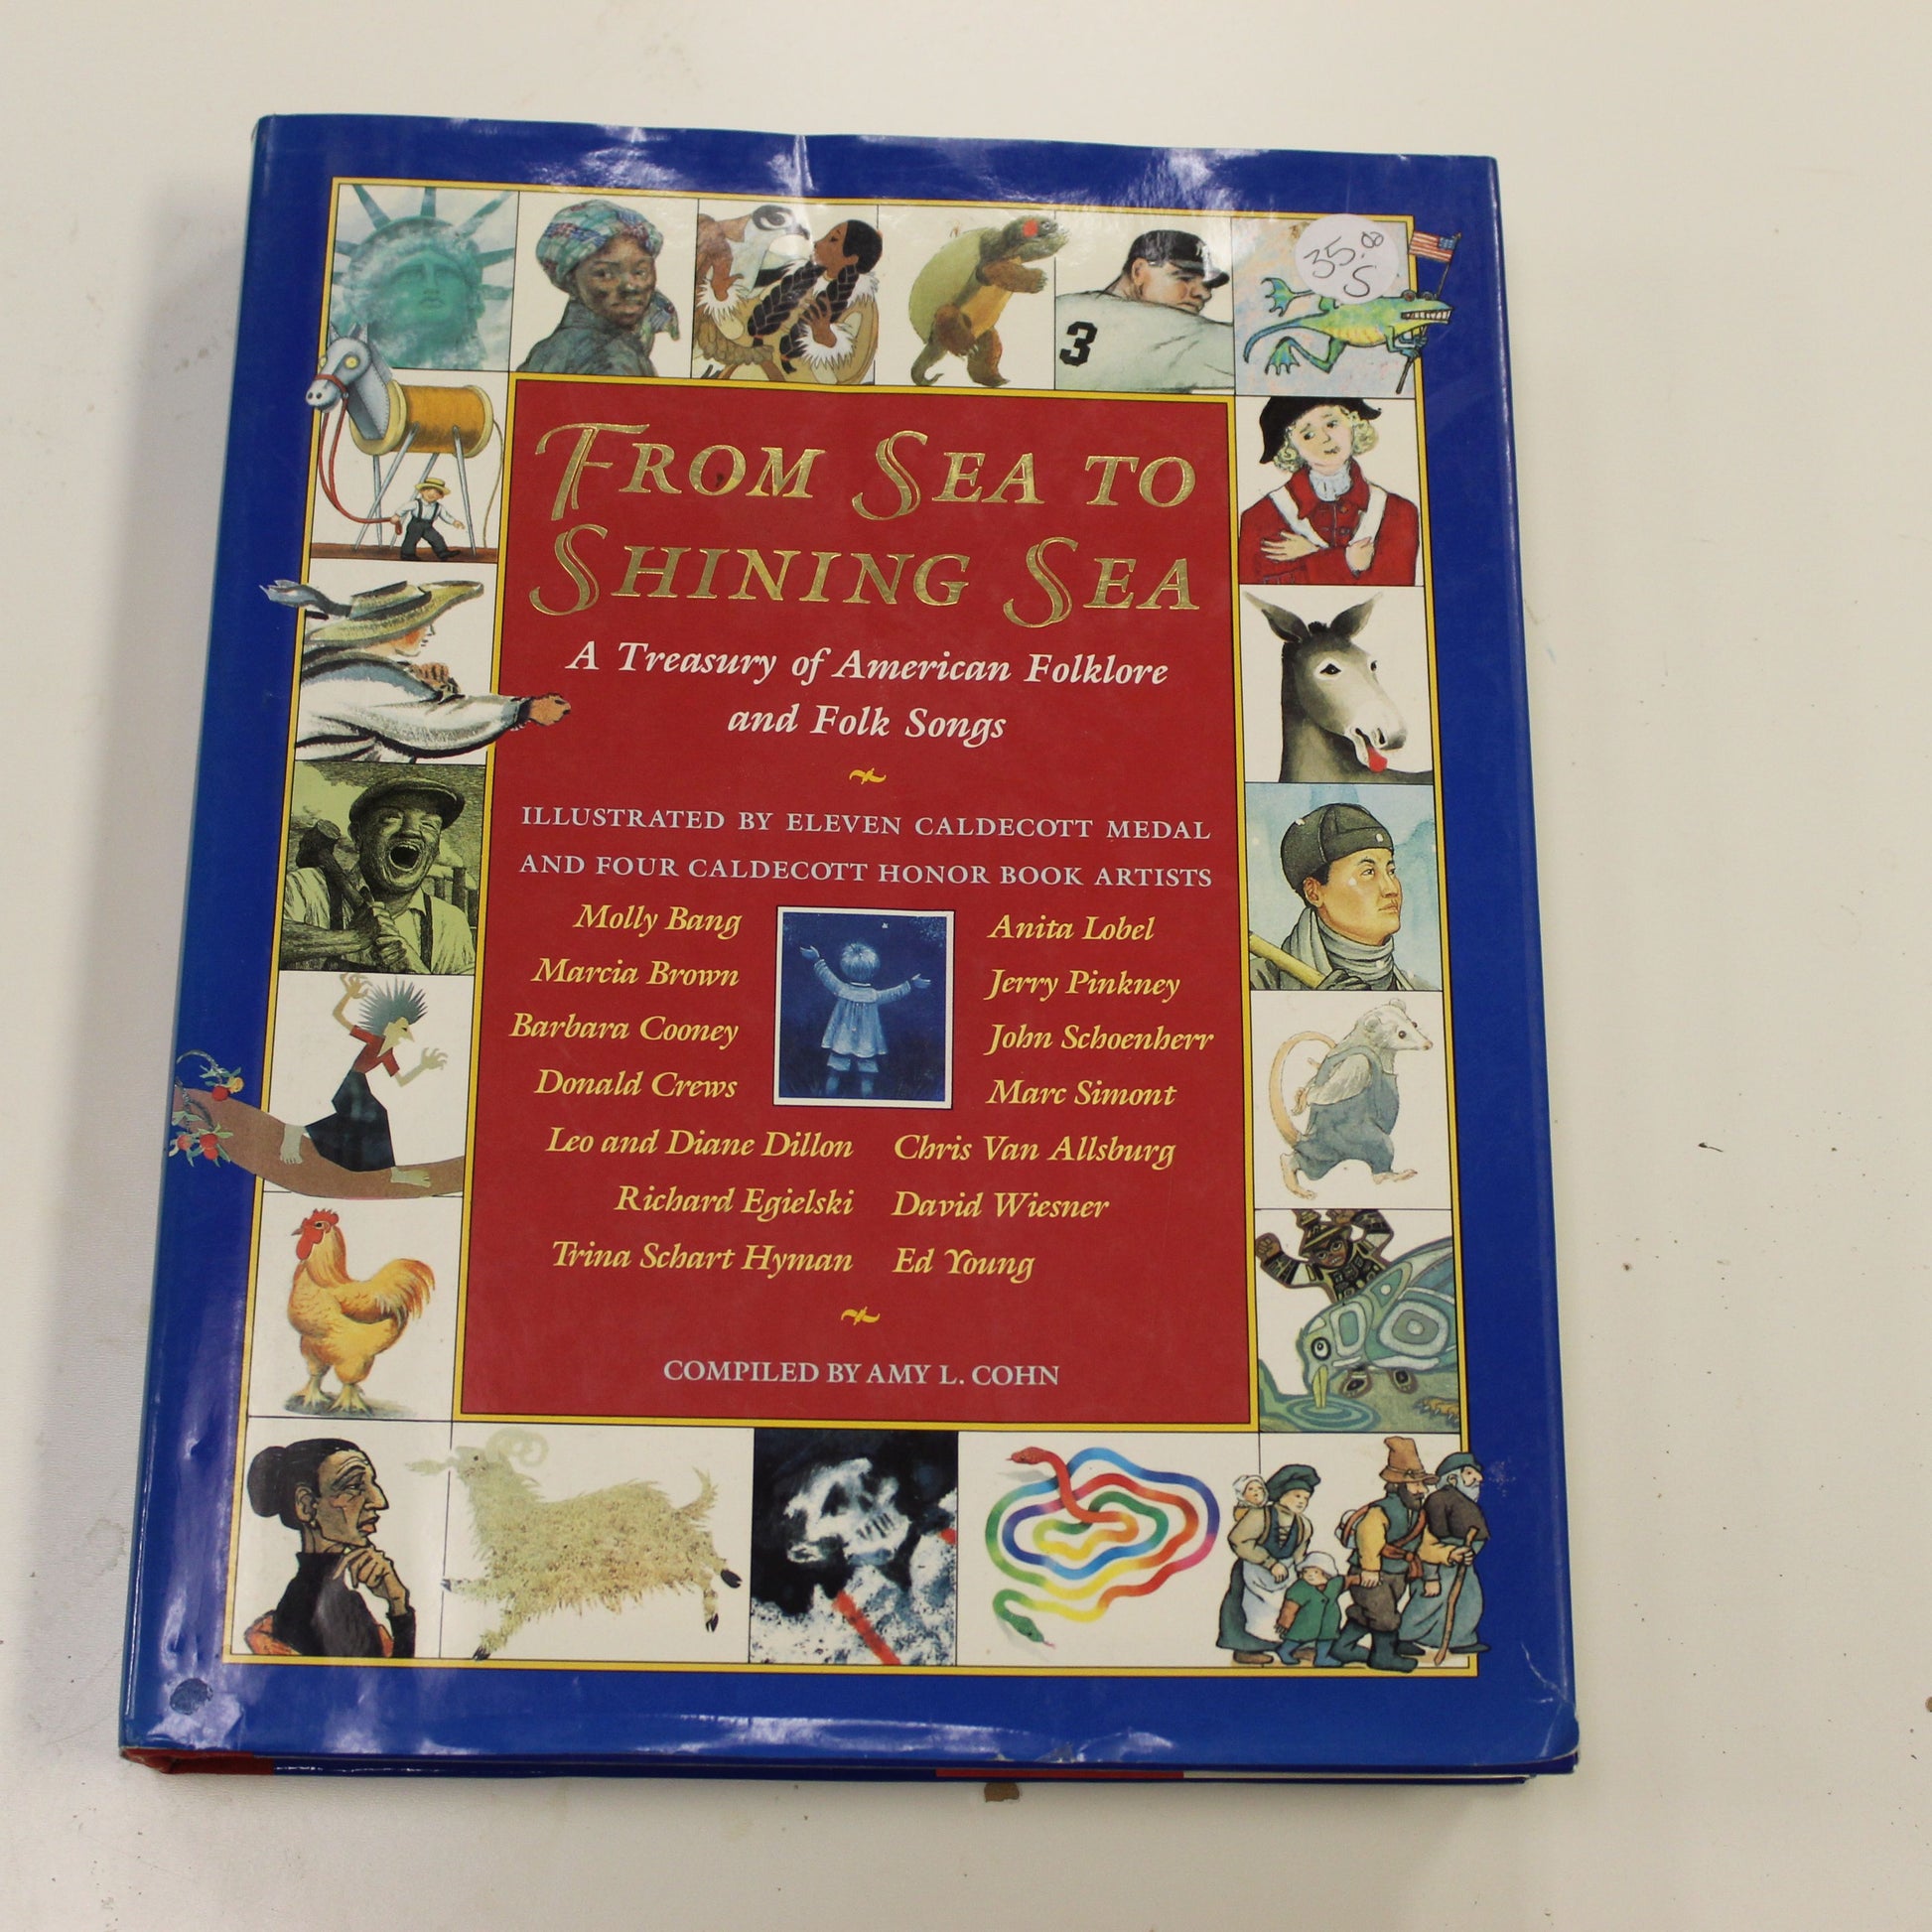 35.00
S
3
FROM SEA TO
SHINING SEA
A Treasury of American Folklore
and Folk Songs
ILLUSTRATED BY ELEVEN CALDECOTT MEDAL
AND FOUR CALDECOTT HONOR BOOK ARTISTS
Molly Bang
Anita Lobel
Marcia Brown
Jerry Pinkney
Barbara Cooney
John Schoenherr
Donald Crews
Marc Simont
Leo and Diane Dillon
Chris Van Allsburg
Richard Egielski
David Wiesner
Trina Schart Hyman
Ed Young
COMPILED BY AMY L. COHN